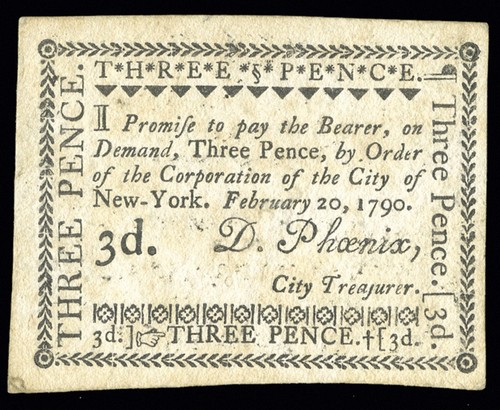 T*H*R*E*E *§* P*E*N*C*E.
I Promiſe to pay the Bearer, on
Demand, Three Pence, by Order
of the Corporation of the City of
New-York. February 20, 1790.
3d. D. Phœnix,
City Treaſurer.
3d.]☞THREE PENCE.†[3d.
THREE PENCE.
Three Pence.[3d.